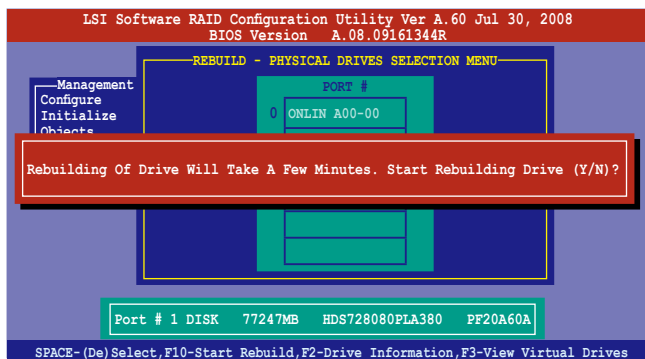 LSI Software RAID Configuration Utility Ver A.60 Jul 30, 2008
BIOS Version A.08.09161344R
REBUILD - PHYSICAL DRIVES SELECTION MENU
Management
PORT #
Configure
Initialize
0 ONLIN A00-00
Objects
Rebuilding Of Drive Will Take A Few Minutes. Start Rebuilding Drive (Y/N)?
Port # 1 DISK 77247MB HDS728080PLA380 PF20A60A
SPACE-(De)Select,F10-Start Rebuild,F2-Drive Information,F3-View Virtual Drives